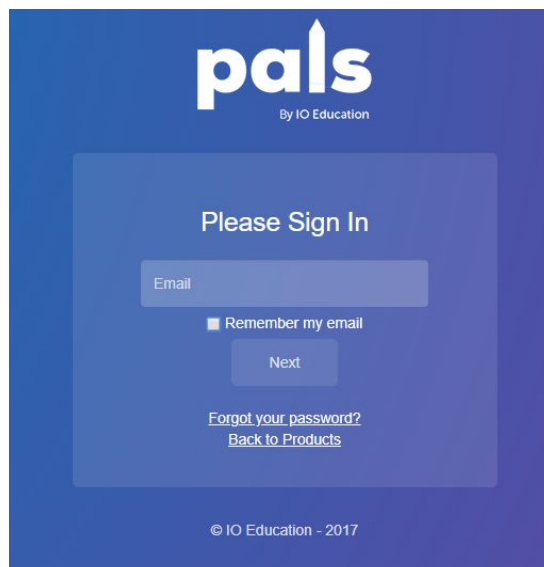 pals
By IO Education
Please Sign In
Email
Remember my email
Next
Forgot your password?
Back to Products
© IO Education - 2017